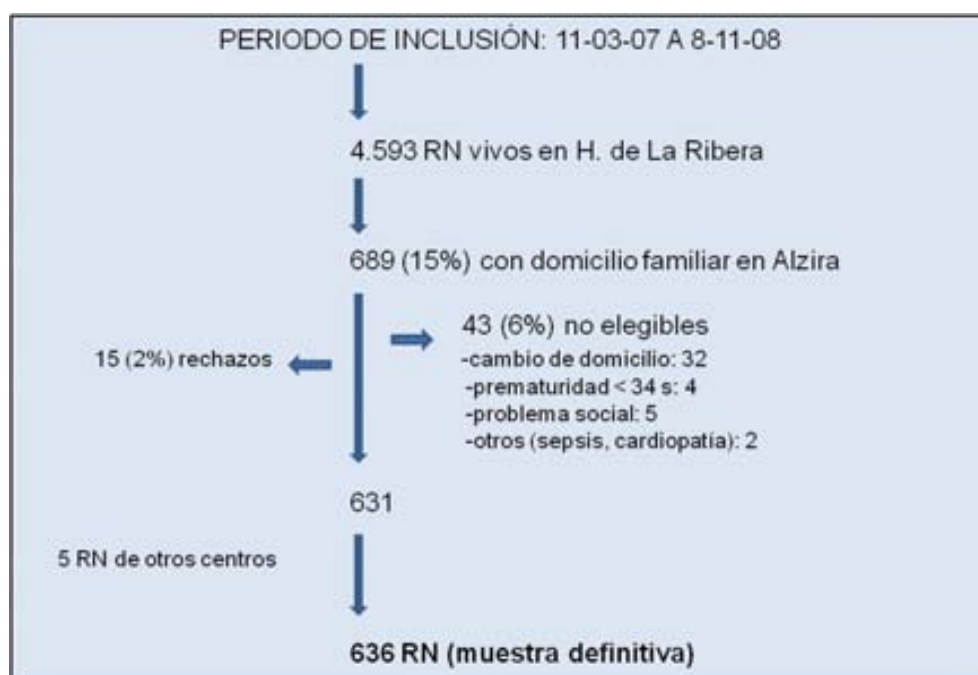 PERIODO DE INCLUSIÓN: 11-03-07 A 8-11-08
4.593 RN vivos en H. de La Ribera
689 (15%) con domicilio familiar en Alzira
43 (6%) no elegibles
-cambio de domicilio: 32
-prematuridad < 34 s: 4
-problema social: 5
-otros (sepsis, cardiopatía): 2
15 (2%) rechazos
631
5 RN de otros centros
636 RN (muestra definitiva)